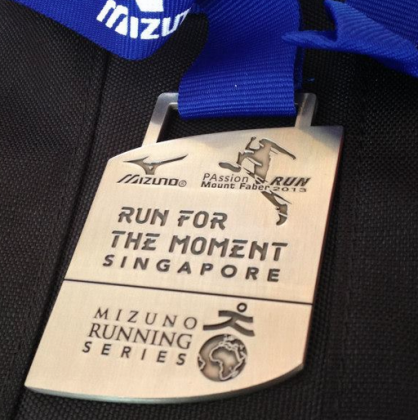 MIZUNO
MIZUNO®
PAssion RUN
Mount Faber 2013
RUN FOR
THE MOMENT
SINGAPORE
MIZUNO
RUNNING
SERIES